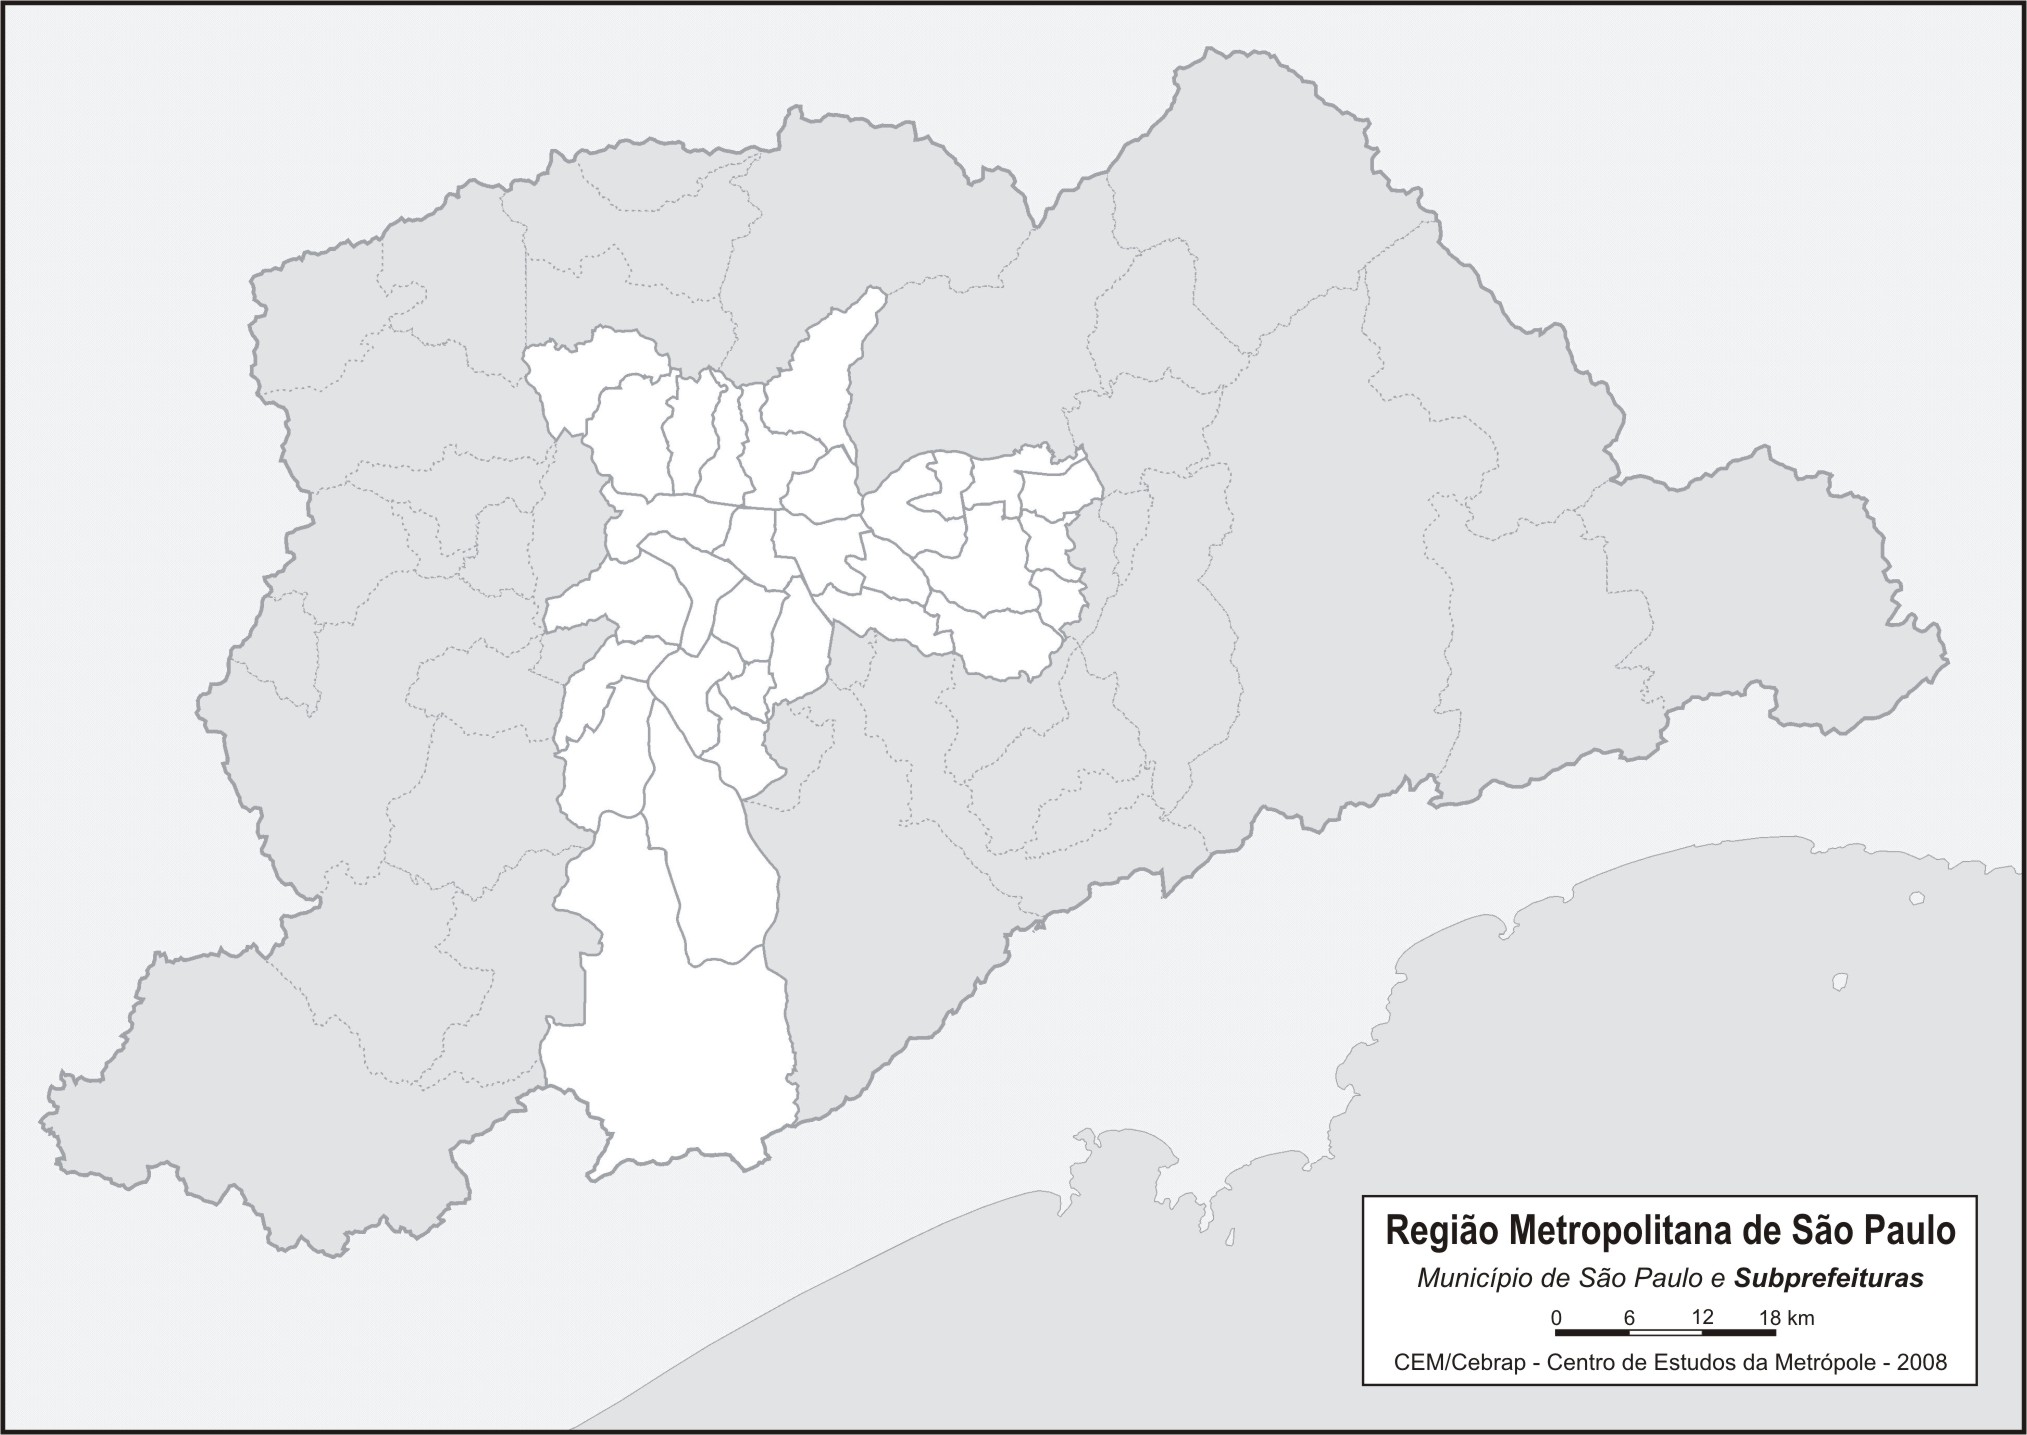 Região Metropolitana de São Paulo
Município de São Paulo e Subprefeituras
0 6 12 18 km
CEM/Cebrap - Centro de Estudos da Metrópole - 2008